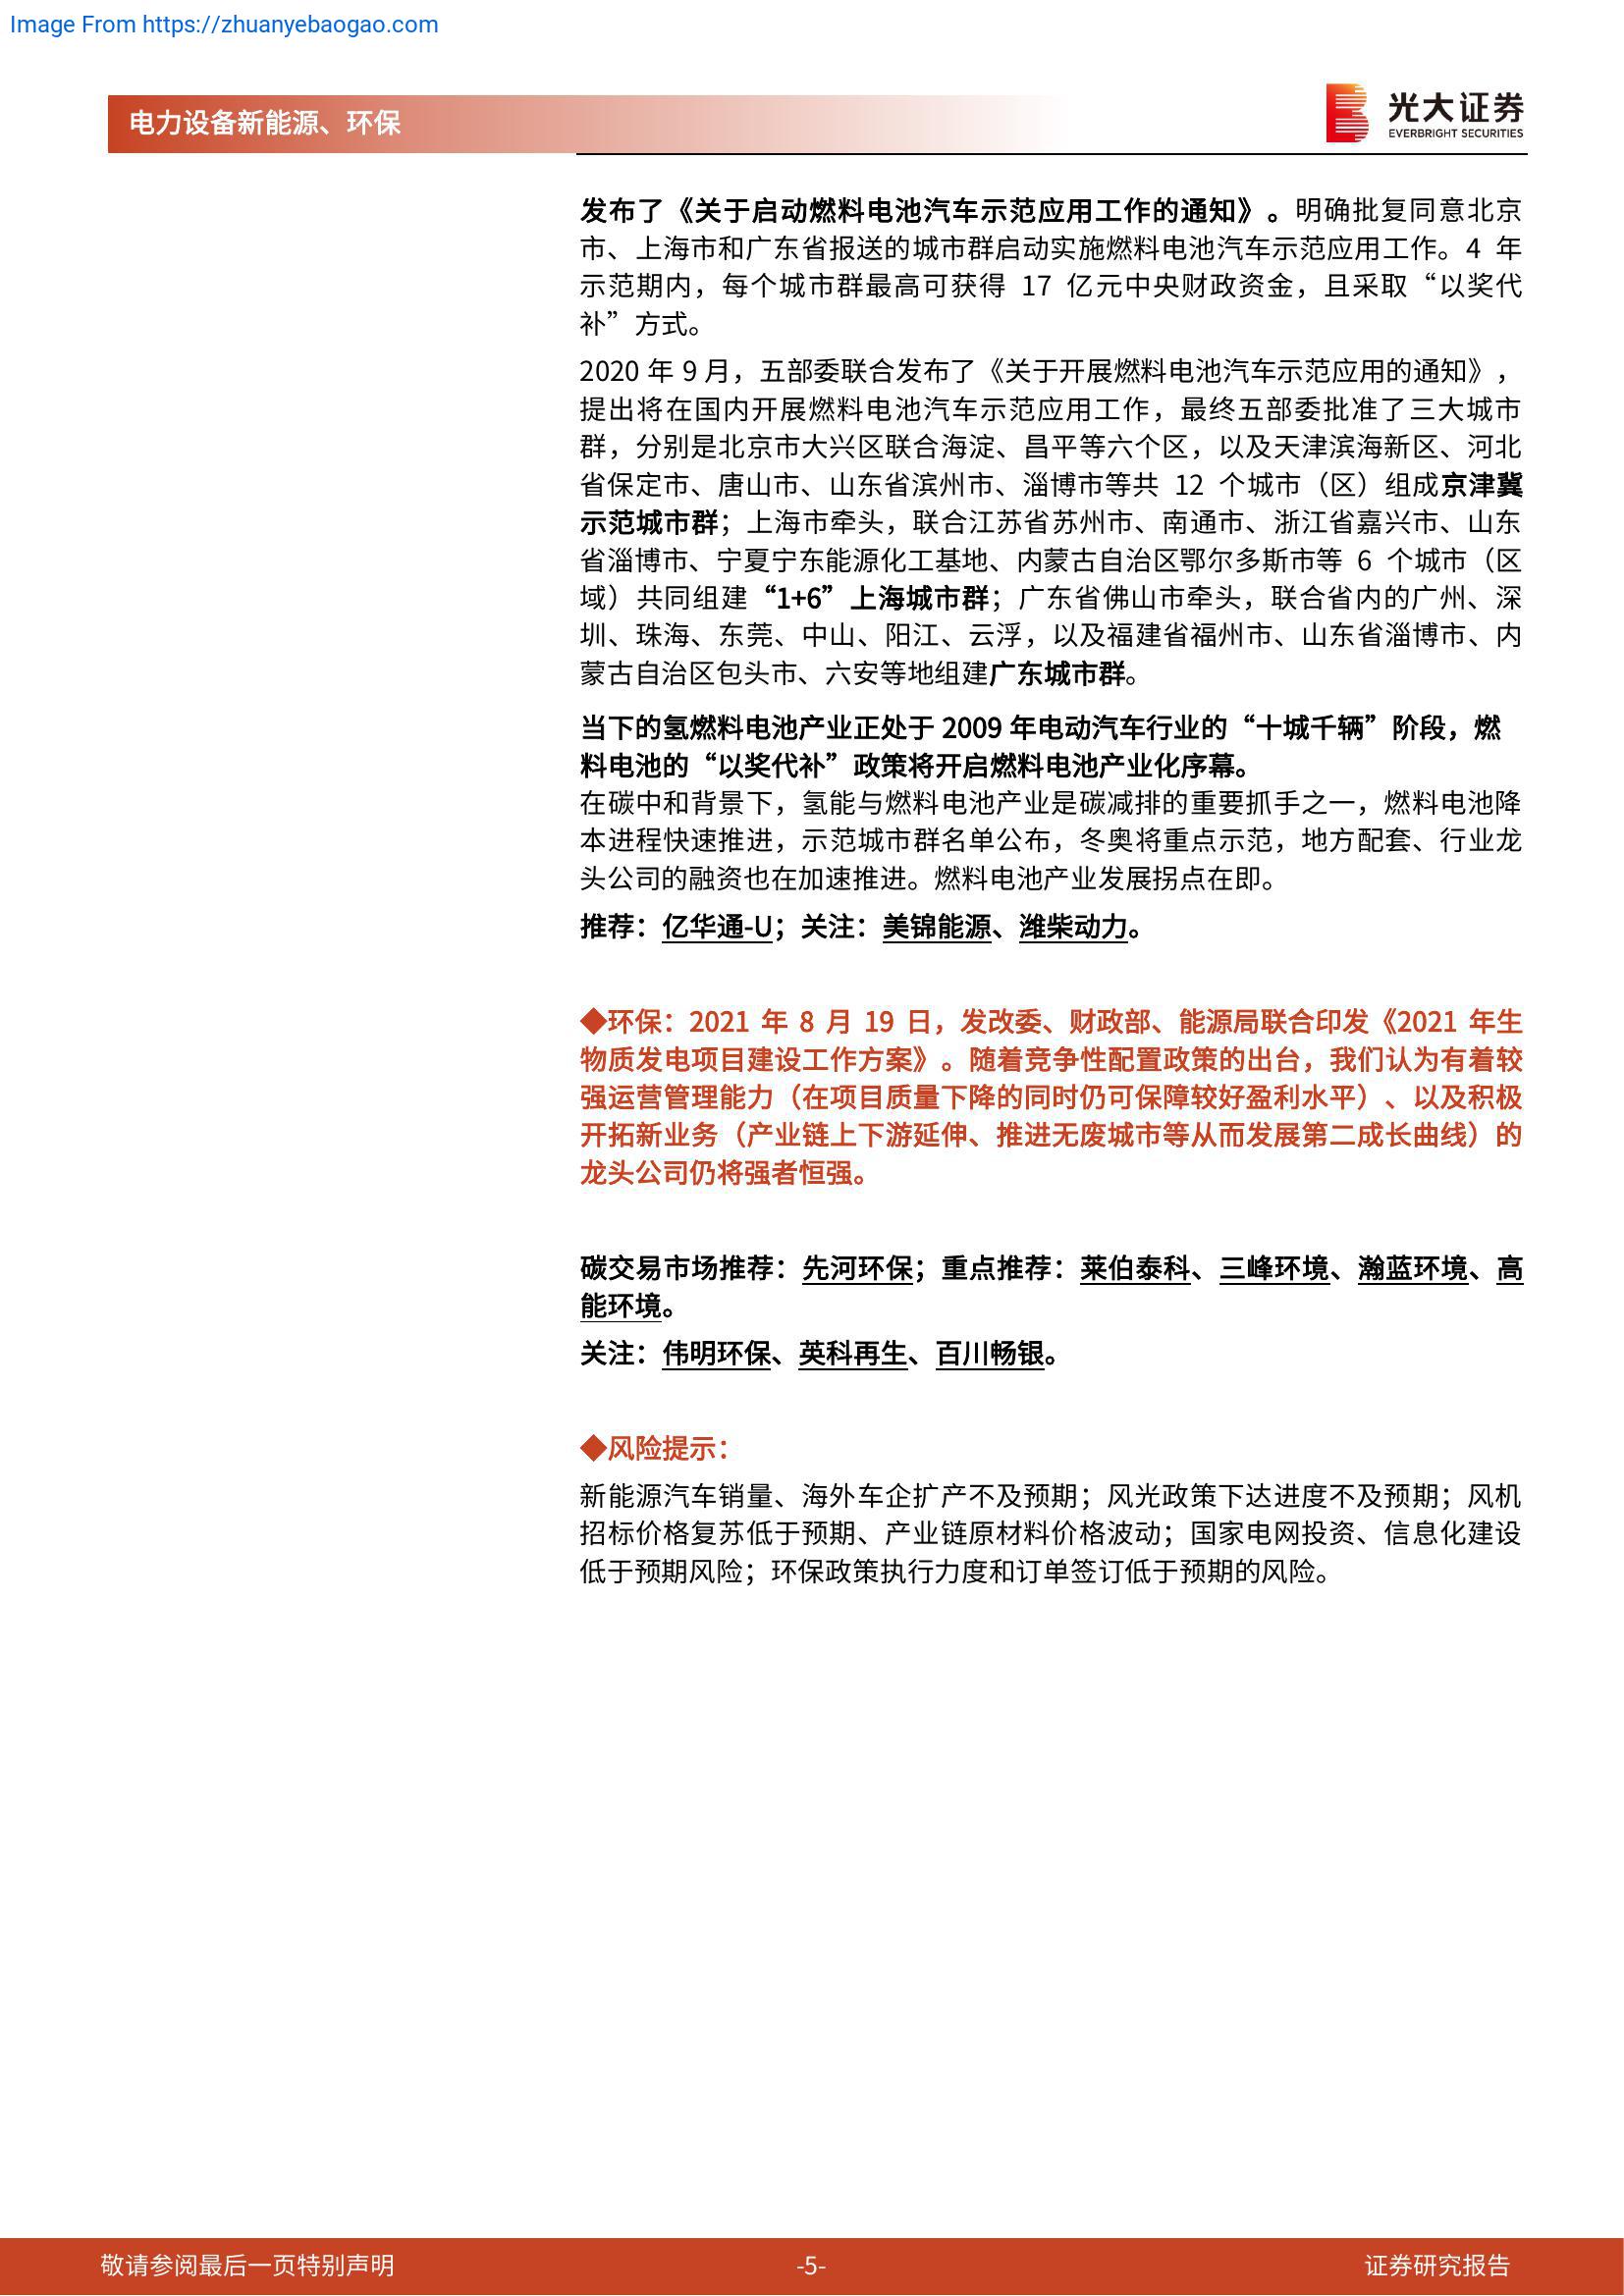 Image From https://zhuanyebaogao.com
电力设备新能源、环保
光大证券
EVERBRIGHT SECURITIES
发布了《关于启动燃料电池汽车示范应用工作的通知》。明确批复同意北京
市、上海市和广东省报送的城市群启动实施燃料电池汽车示范应用工作。4 年
示范期内，每个城市群最高可获得 17 亿元中央财政资金，且采取“以奖代
补”方式。
2020 年 9 月，五部委联合发布了《关于开展燃料电池汽车示范应用的通知》，
提出将在国内开展燃料电池汽车示范应用工作，最终五部委批准了三大城市
群，分别是北京市大兴区联合海淀、昌平等六个区，以及天津滨海新区、河北
省保定市、唐山市、山东省滨州市、淄博市等共 12 个城市（区）组成京津冀
示范城市群；上海市牵头，联合江苏省苏州市、南通市、浙江省嘉兴市、山东
省淄博市、宁夏宁东能源化工基地、内蒙古自治区鄂尔多斯市等 6 个城市（区
域）共同组建“1+6”上海城市群；广东省佛山市牵头，联合省内的广州、深
圳、珠海、东莞、中山、阳江、云浮，以及福建省福州市、山东省淄博市、内
蒙古自治区包头市、六安等地组建广东城市群。
当下的氢燃料电池产业正处于 2009 年电动汽车行业的“十城千辆”阶段，燃
料电池的“以奖代补”政策将开启燃料电池产业化序幕。
在碳中和背景下，氢能与燃料电池产业是碳减排的重要抓手之一，燃料电池降
本进程快速推进，示范城市群名单公布，冬奥将重点示范，地方配套、行业龙
头公司的融资也在加速推进。燃料电池产业发展拐点在即。
推荐：亿华通-U；关注：美锦能源、潍柴动力。
◆环保：2021 年 8 月 19 日，发改委、财政部、能源局联合印发《2021 年生
物质发电项目建设工作方案》。随着竞争性配置政策的出台，我们认为有着较
强运营管理能力（在项目质量下降的同时仍可保障较好盈利水平）、以及积极
开拓新业务（产业链上下游延伸、推进无废城市等从而发展第二成长曲线）的
龙头公司仍将强者恒强。
碳交易市场推荐：先河环保；重点推荐：莱伯泰科、三峰环境、瀚蓝环境、高
能环境。
关注：伟明环保、英科再生、百川畅银。
◆风险提示：
新能源汽车销量、海外车企扩产不及预期；风光政策下达进度不及预期；风机
招标价格复苏低于预期、产业链原材料价格波动；国家电网投资、信息化建设
低于预期风险；环保政策执行力度和订单签订低于预期的风险。
敬请参阅最后一页特别声明
-5-
证券研究报告